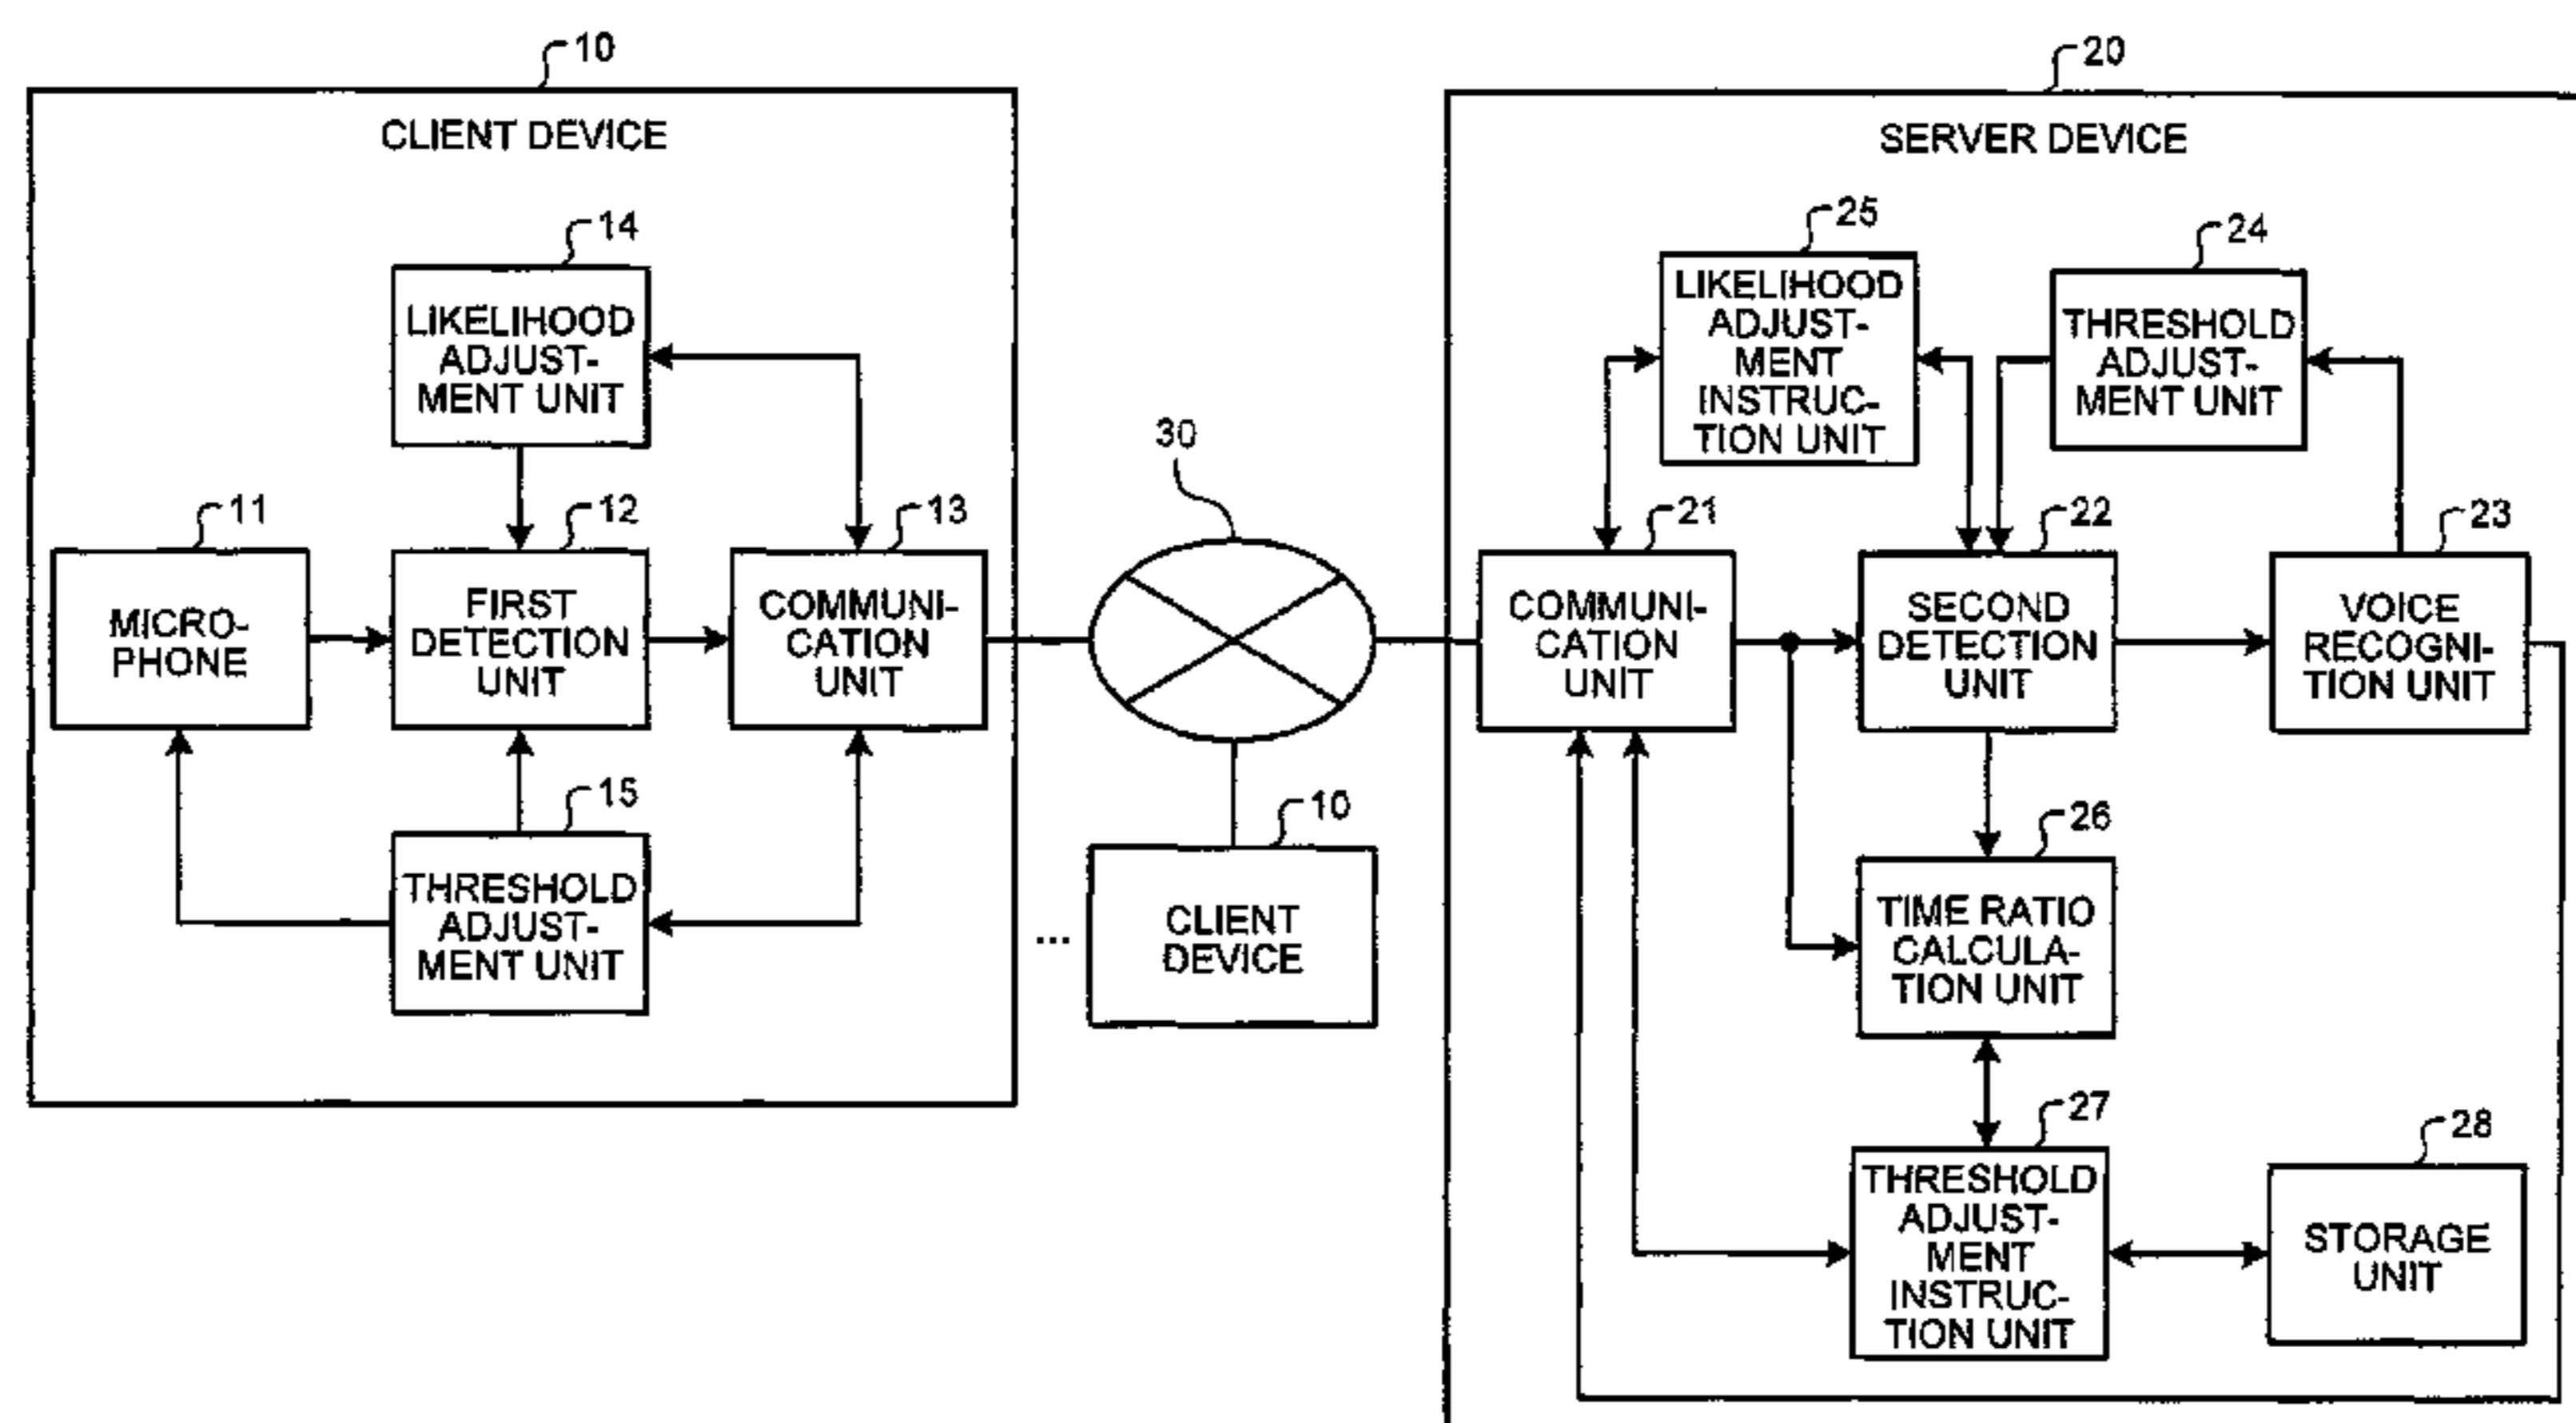 10
CLIENT DEVICE
14
LIKELIHOOD
ADJUST-
MENT UNIT
11
MICRO-
PHONE
12
FIRST
DETECTION
UNIT
13
COMMUNI-
CATION
UNIT
15
THRESHOLD
ADJUST-
MENT UNIT
30
...
10
CLIENT
DEVICE
20
SERVER DEVICE
25
LIKELIHOOD
ADJUST-
MENT
INSTRUC-
TION UNIT
24
THRESHOLD
ADJUST-
MENT UNIT
21
COMMUNI-
CATION
UNIT
22
SECOND
DETECTION
UNIT
23
VOICE
RECOGNI-
TION UNIT
26
TIME RATIO
CALCULA-
TION UNIT
27
THRESHOLD
ADJUST-
MENT
INSTRUC-
TION UNIT
28
STORAGE
UNIT